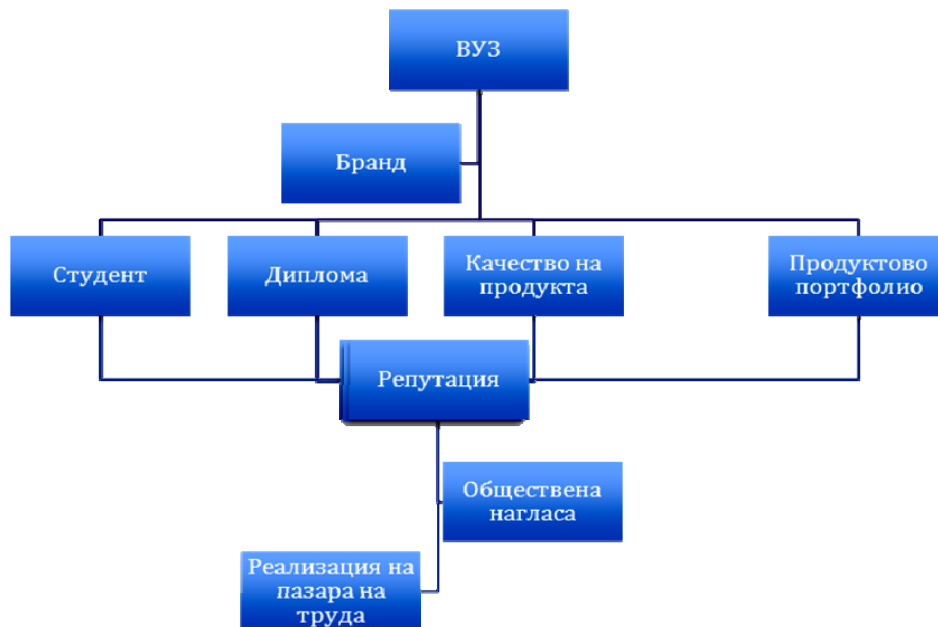 ВУЗ
Бранд
Студент
Диплома
Качество на
продукта
Продуктово
портфолио
Репутация
Обществена
нагласа
Реализация на
пазара на
труда